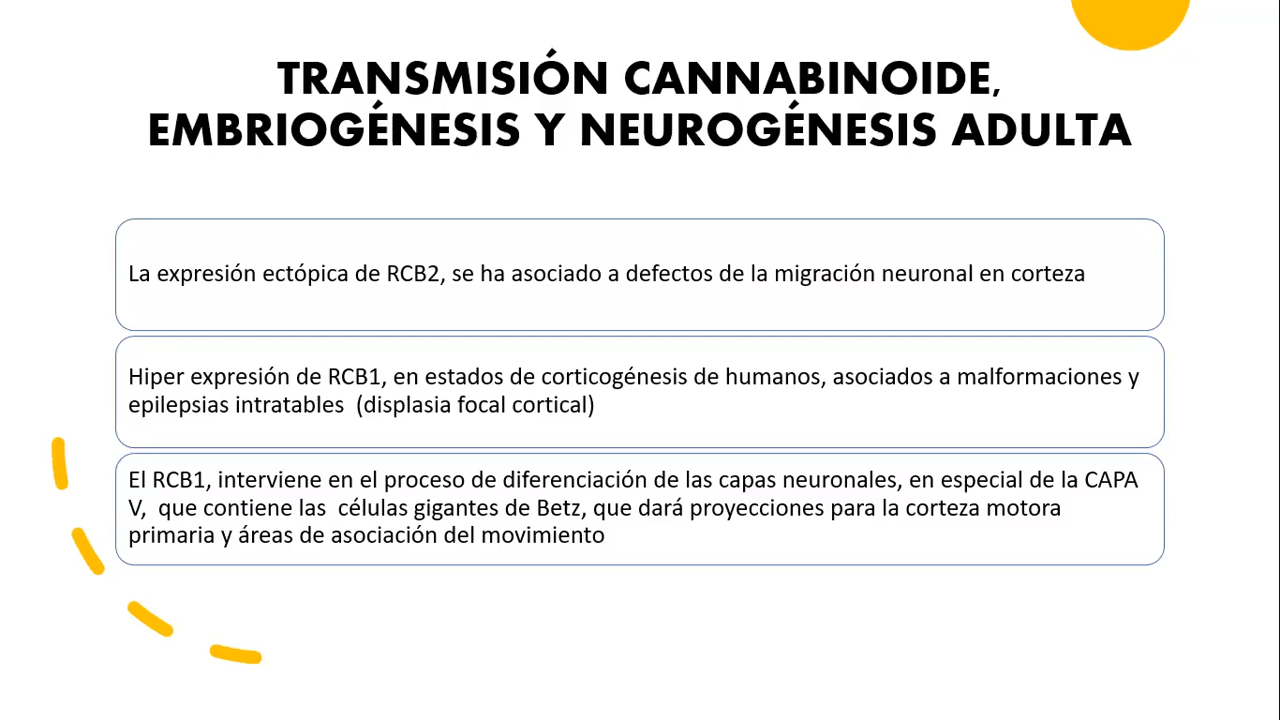 TRANSMISIÓN CANNABINOIDE,
EMBRIOGÉNESIS Y NEUROGÉNESIS ADULTA
La expresión ectópica de RCB2, se ha asociado a defectos de la migración neuronal en corteza
Hiper expresión de RCB1, en estados de corticogénesis de humanos, asociados a malformaciones y
epilepsias intratables  (displasia focal cortical)
El RCB1, interviene en el proceso de diferenciación de las capas neuronales, en especial de la CAPA
V,  que contiene las  células gigantes de Betz, que dará proyecciones para la corteza motora
primaria y áreas de asociación del movimiento